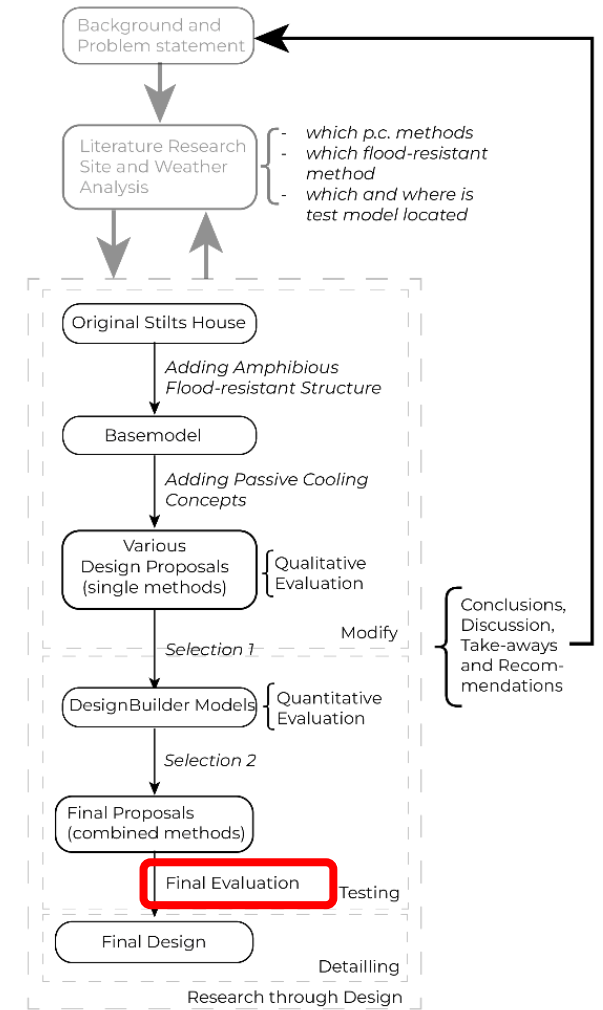 Background and
Problem statement
Literature Research
Site and Weather
Analysis
- which p.c. methods
- which flood-resistant
method
- which and where is
test model located
Original Stilts House
Adding Amphibious
Flood-resistant Structure
Basemodel
Adding Passive Cooling
Concepts
Various
Design Proposals
(single methods)
Qualitative
Evaluation
Modify
Selection 1
Conclusions,
Discussion,
Take-aways
and Recom-
mendations
DesignBuilder Models
Quantitative
Evaluation
Selection 2
Final Proposals
(combined methods)
Final Evaluation
Testing
Final Design
Detailling
Research through Design